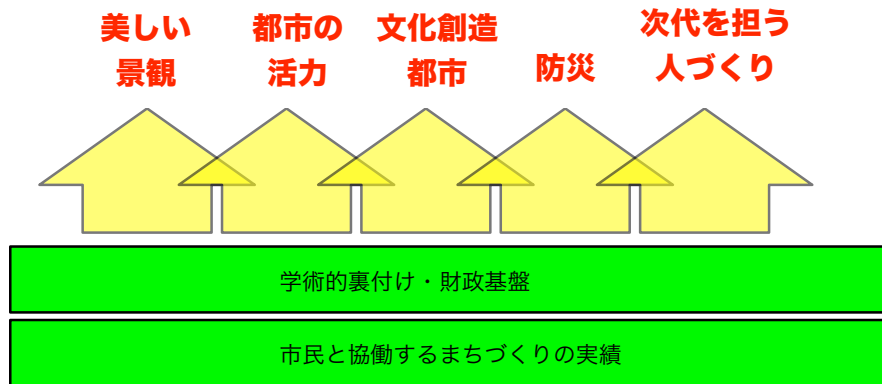 美しい
景観
都市の
活力
文化創造
都市
防災
次代を担う
人づくり
学術的裏付け・財政基盤
市民と協働するまちづくりの実績